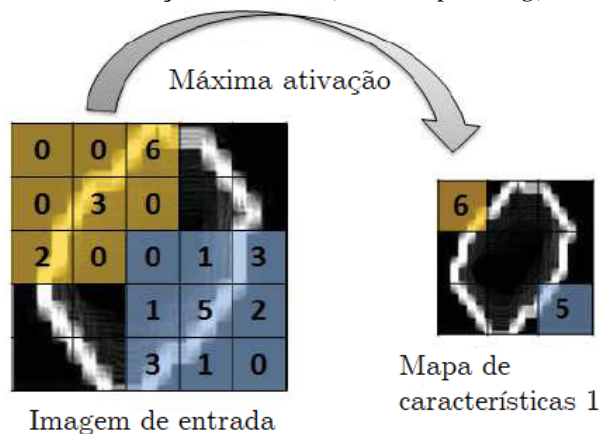 Máxima ativação
0 0 6
0 3 0
2 0 0 1 3
1 5 2
3 1 0
6
5
Mapa de
características 1
Imagem de entrada